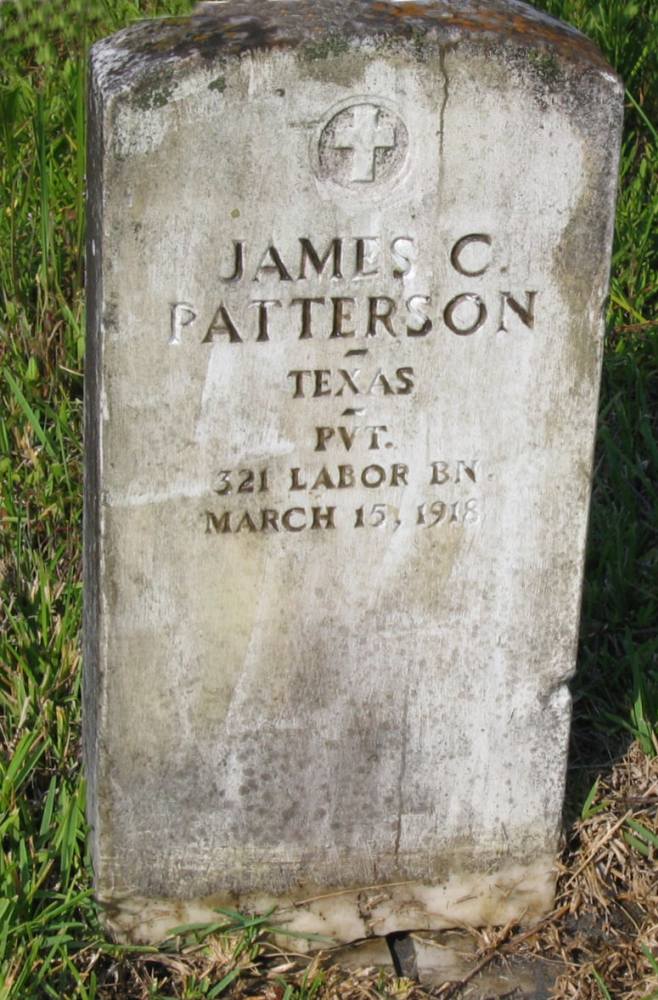 JAMES C.
PATTERSON
-
TEXAS
-
PVT.
321 LABOR BN.
MARCH 15, 1918